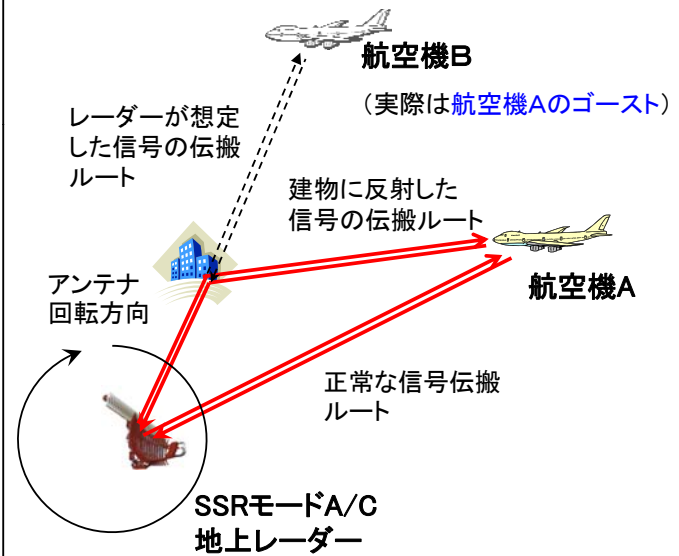 航空機B
（実際は航空機Aのゴースト）
レーダーが想定
した信号の伝搬
ルート
建物に反射した
信号の伝搬ルート
航空機A
アンテナ
回転方向
正常な信号伝搬
ルート
SSRモードA/C
地上レーダー